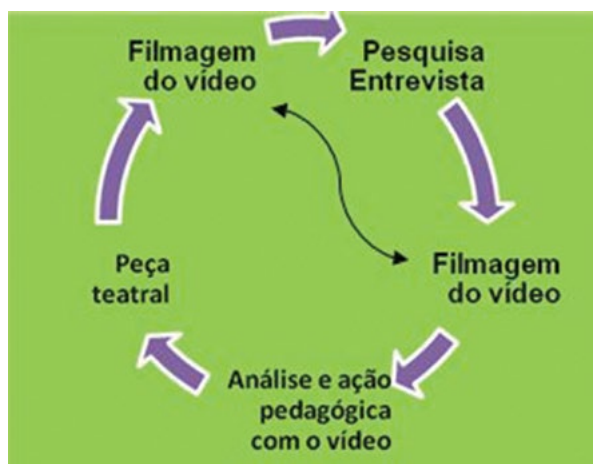 Filmagem
do vídeo
Pesquisa
Entrevista
Filmagem
do vídeo
Análise e ação
pedagógica
com o vídeo
Peça
teatral